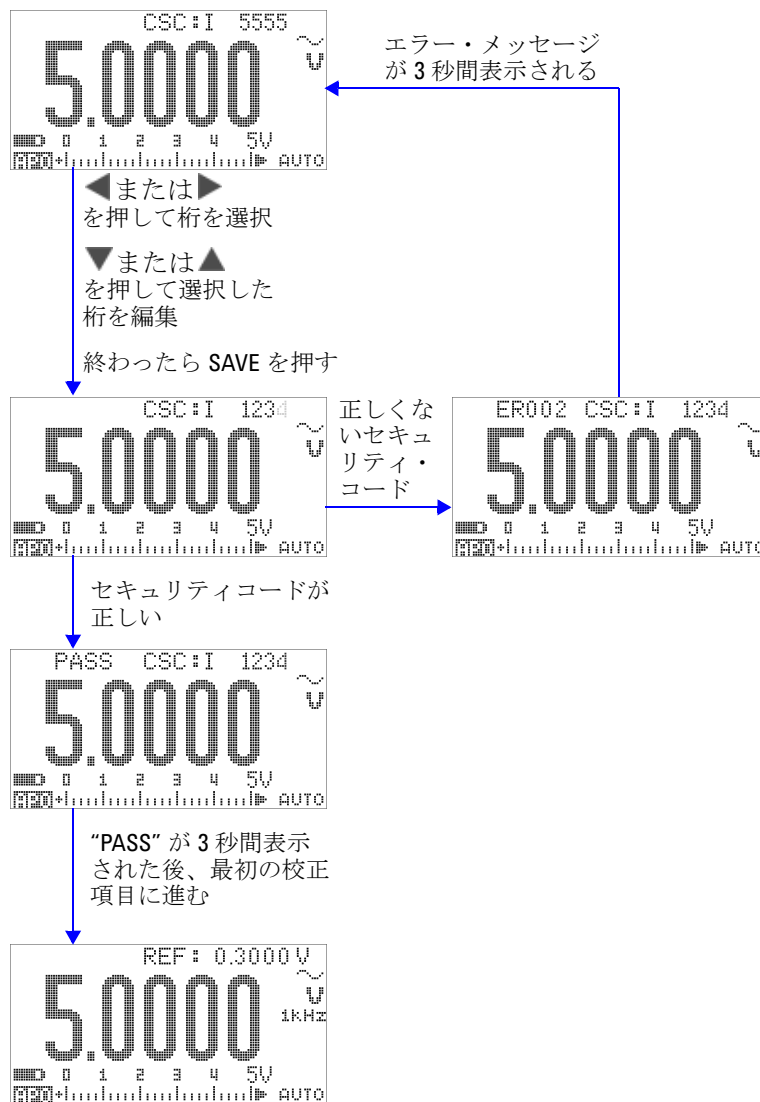 CSC:I 5555
エラー・メッセージ
が 3 秒間表示される
5.0000
0 1 2 3 4 5V
APO AUTO
◀または▶
を押して桁を選択
▼または▲
を押して選択した
桁を編集
終わったら SAVE を押す
CSC:I 1234
5.0000
0 1 2 3 4 5V
APO AUTO
正しくな
いセキュ
リティ・
コード
ER002 CSC:I 1234
5.0000
0 1 2 3 4 5V
APO AUTO
セキュリティコードが
正しい
PASS CSC:I 1234
5.0000
V
0 1 2 3 4 5V
APO AUTO
“PASS” が 3 秒間表示
された後、最初の校正
項目に進む
REF: 0.3000 V
5.0000
V
1kHz
0 1 2 3 4 5V
APO AUTO